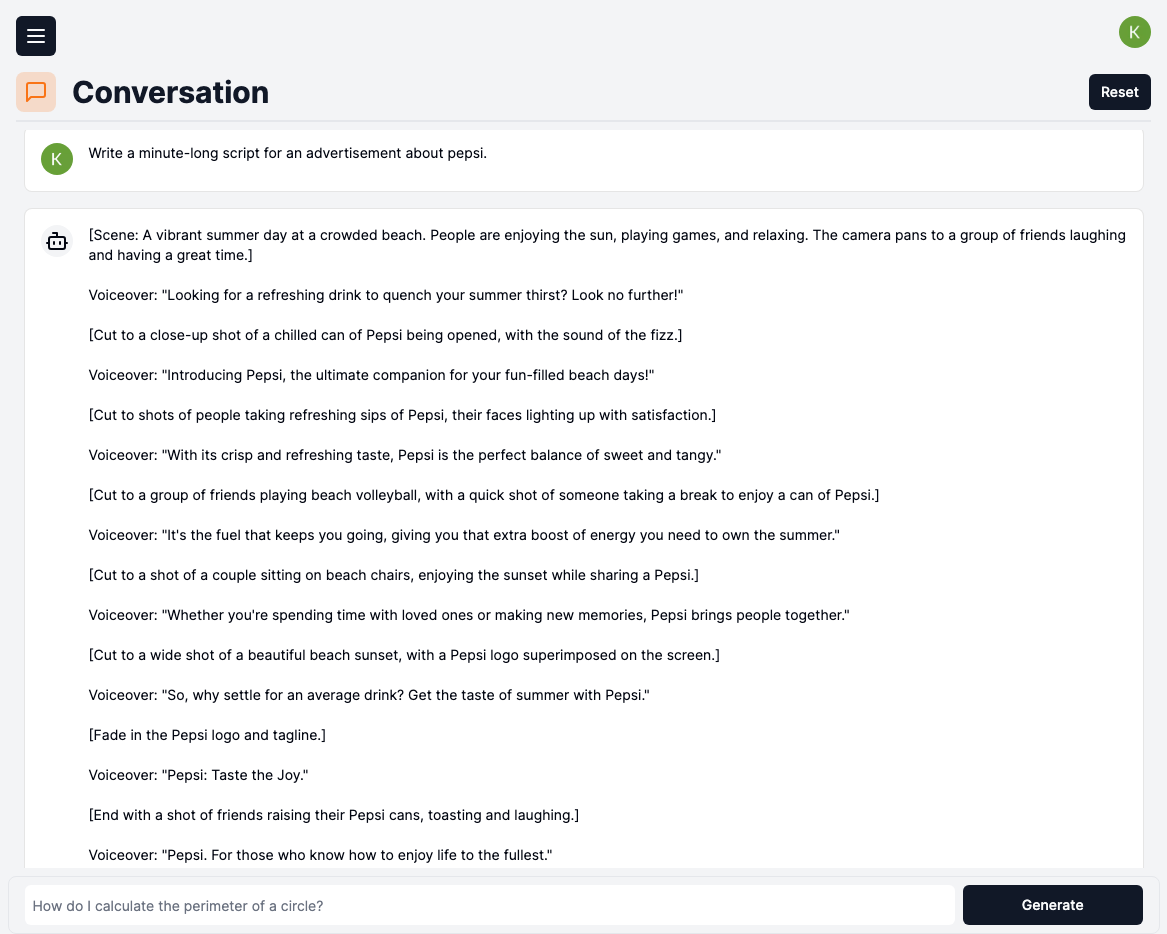 K
Conversation
Reset
K
Write a minute-long script for an advertisement about pepsi.
[Scene: A vibrant summer day at a crowded beach. People are enjoying the sun, playing games, and relaxing. The camera pans to a group of friends laughing
and having a great time.]
Voiceover: "Looking for a refreshing drink to quench your summer thirst? Look no further!"
[Cut to a close-up shot of a chilled can of Pepsi being opened, with the sound of the fizz.]
Voiceover: "Introducing Pepsi, the ultimate companion for your fun-filled beach days!"
[Cut to shots of people taking refreshing sips of Pepsi, their faces lighting up with satisfaction.]
Voiceover: "With its crisp and refreshing taste, Pepsi is the perfect balance of sweet and tangy."
[Cut to a group of friends playing beach volleyball, with a quick shot of someone taking a break to enjoy a can of Pepsi.]
Voiceover: "It's the fuel that keeps you going, giving you that extra boost of energy you need to own the summer."
[Cut to a shot of a couple sitting on beach chairs, enjoying the sunset while sharing a Pepsi.]
Voiceover: "Whether you're spending time with loved ones or making new memories, Pepsi brings people together."
[Cut to a wide shot of a beautiful beach sunset, with a Pepsi logo superimposed on the screen.]
Voiceover: "So, why settle for an average drink? Get the taste of summer with Pepsi."
[Fade in the Pepsi logo and tagline.]
Voiceover: "Pepsi: Taste the Joy."
[End with a shot of friends raising their Pepsi cans, toasting and laughing.]
Voiceover: "Pepsi. For those who know how to enjoy life to the fullest."
How do I calculate the perimeter of a circle?
Generate